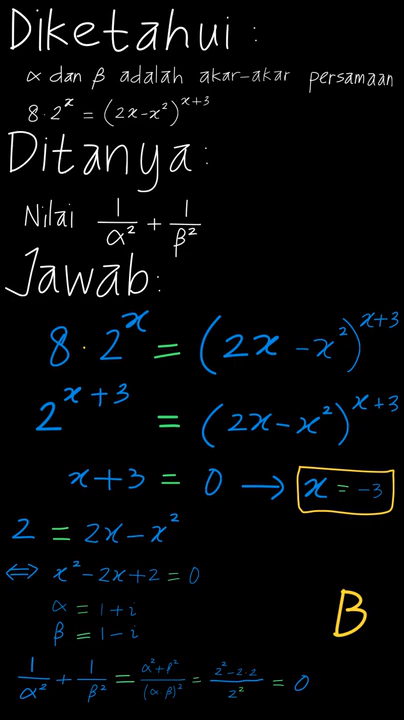 Diketahui :
α dan β adalah akar-akar persamaan
8 · 2^x = (2x-x²)^(x+3)
Ditanya :
Nilai 1/α² + 1/β²
Jawab :
8 · 2^x = (2x - x²)^(x+3)
2^(x+3) = (2x-x²)^(x+3)
x+3 = 0 → x = -3
2 = 2x - x²
⇔ x² - 2x + 2 = 0
α = 1 + i
β = 1 - i
B
1/α² + 1/β² = (α²+β²)/(α β)² = (2² - 2 · 2)/2² = 0